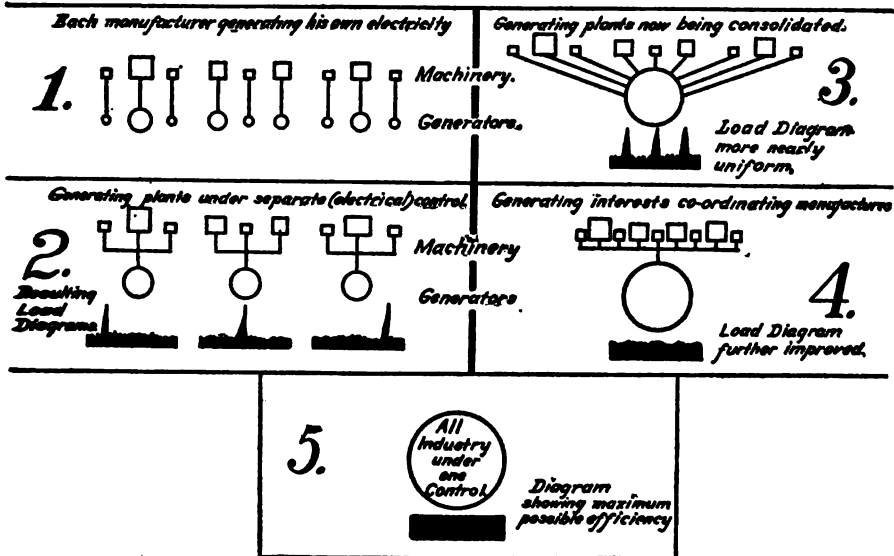 Each manufacturer generating his own electricity
1.
Machinery.
Generators.
Generating plants now being consolidated.
3.
Load Diagram
more nearly
uniform.
Generating plants under separate (electrical) control.
2.
Machinery
Generators
Resulting
Load
Diagrams
Generating interests co-ordinating manufactures
4.
Load Diagram
further improved.
5.
All
Industry
under
one
Control.
Diagram
showing maximum
possible efficiency